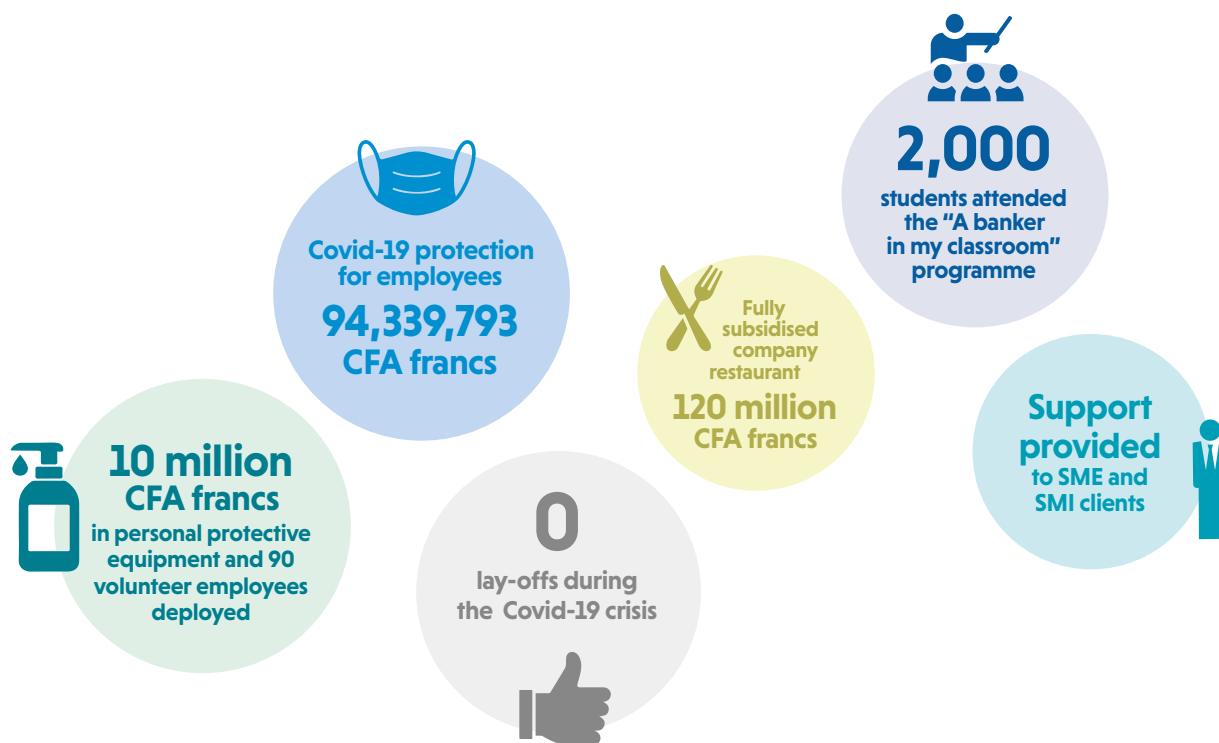 2,000
students attended
the "A banker
in my classroom"
programme
Covid-19 protection
for employees
94,339,793
CFA francs
Fully
subsidised
company
restaurant
120 million
CFA francs
Support
provided
to SME and
SMI clients
10 million
CFA francs
in personal protective
equipment and 90
volunteer employees
deployed
0
lay-offs during
the Covid-19 crisis